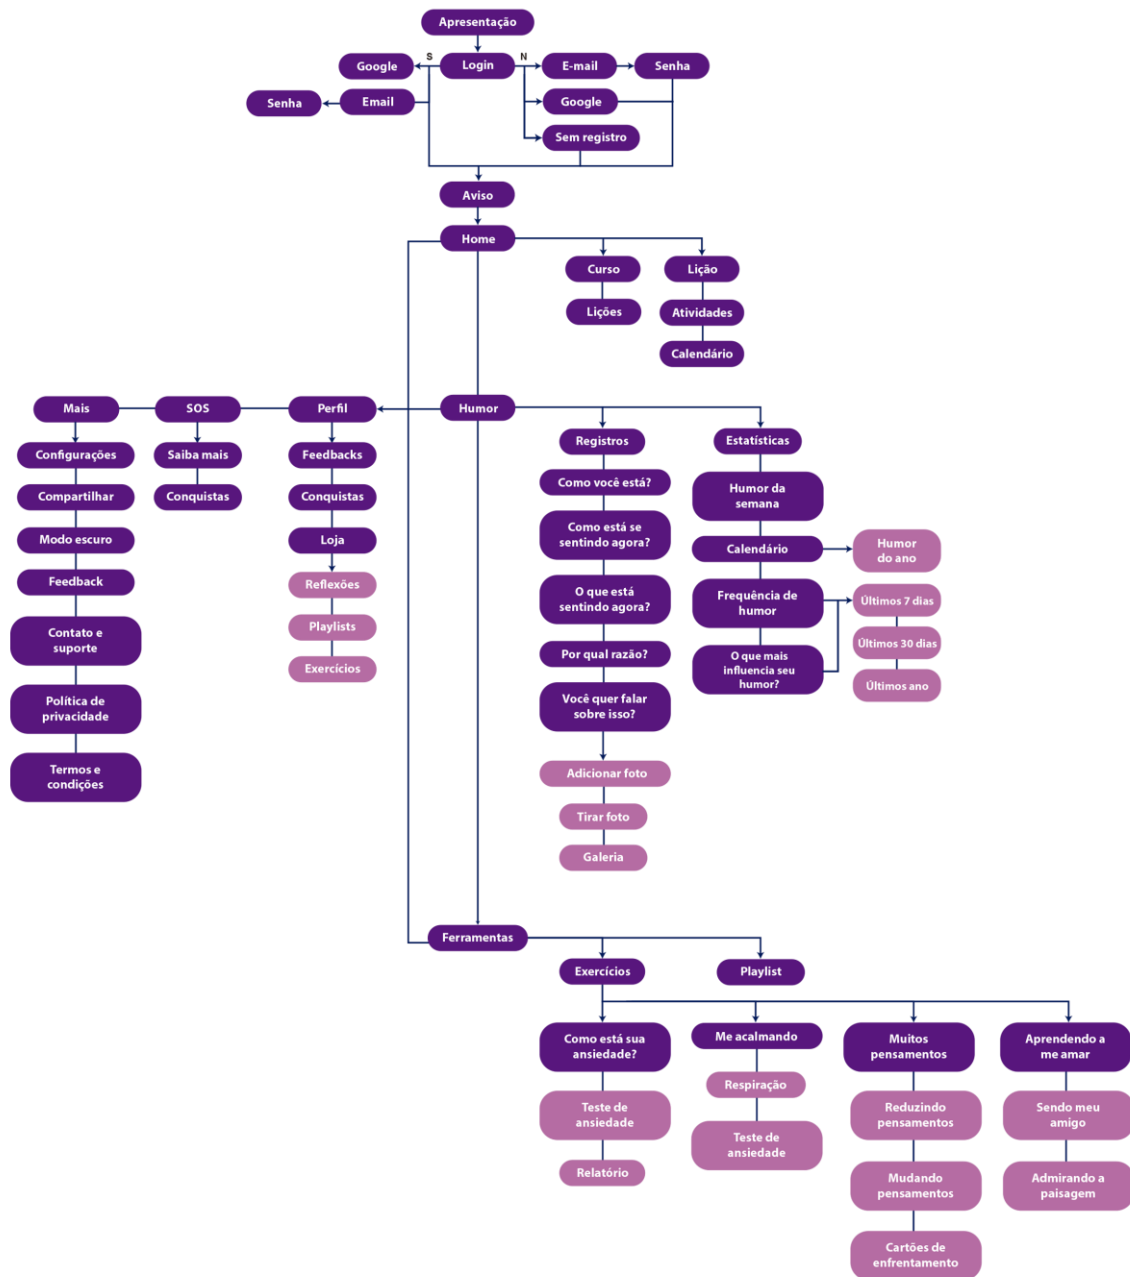 Apresentação
S
N
Google
Login
E-mail
Senha
Senha
Email
Google
Sem registro
Aviso
Home
Curso
Lição
Lições
Atividades
Calendário
Mais
SOS
Perfil
Humor
Configurações
Compartilhar
Modo escuro
Feedback
Contato e
suporte
Política de
privacidade
Termos e
condições
Saiba mais
Conquistas
Feedbacks
Conquistas
Loja
Reflexões
Playlists
Exercícios
Registros
Como você está?
Como está se
sentindo agora?
O que está
sentindo agora?
Por qual razão?
Você quer falar
sobre isso?
Adicionar foto
Tirar foto
Galeria
Estatísticas
Humor da
semana
Calendário
Frequência de
humor
O que mais
influencia seu
humor?
Humor
do ano
Últimos 7 dias
Últimos 30 dias
Últimos ano
Ferramentas
Exercícios
Playlist
Como está sua
ansiedade?
Teste de
ansiedade
Relatório
Me acalmando
Respiração
Teste de
ansiedade
Muitos
pensamentos
Reduzindo
pensamentos
Mudando
pensamentos
Cartões de
enfrentamento
Aprendendo a
me amar
Sendo meu
amigo
Admirando a
paisagem